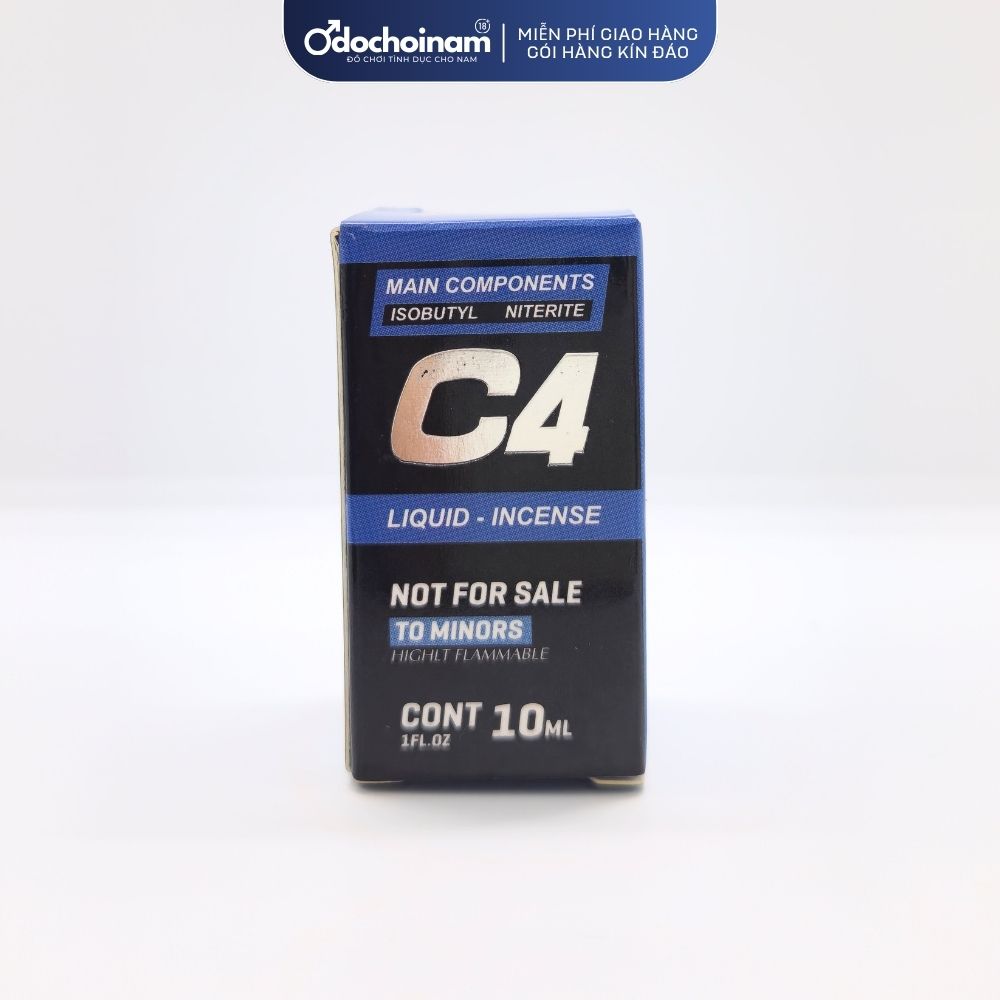 dochoinam 18+
ĐỒ CHƠI TÌNH DỤC CHO NAM
MIỄN PHÍ GIAO HÀNG
GÓI HÀNG KÍN ĐÁO
MAIN COMPONENTS
ISOBUTYL NITERITE
C4
LIQUID - INCENSE
NOT FOR SALE
TO MINORS
HIGHLT FLAMMABLE
CONT 10ML
1FL.OZ